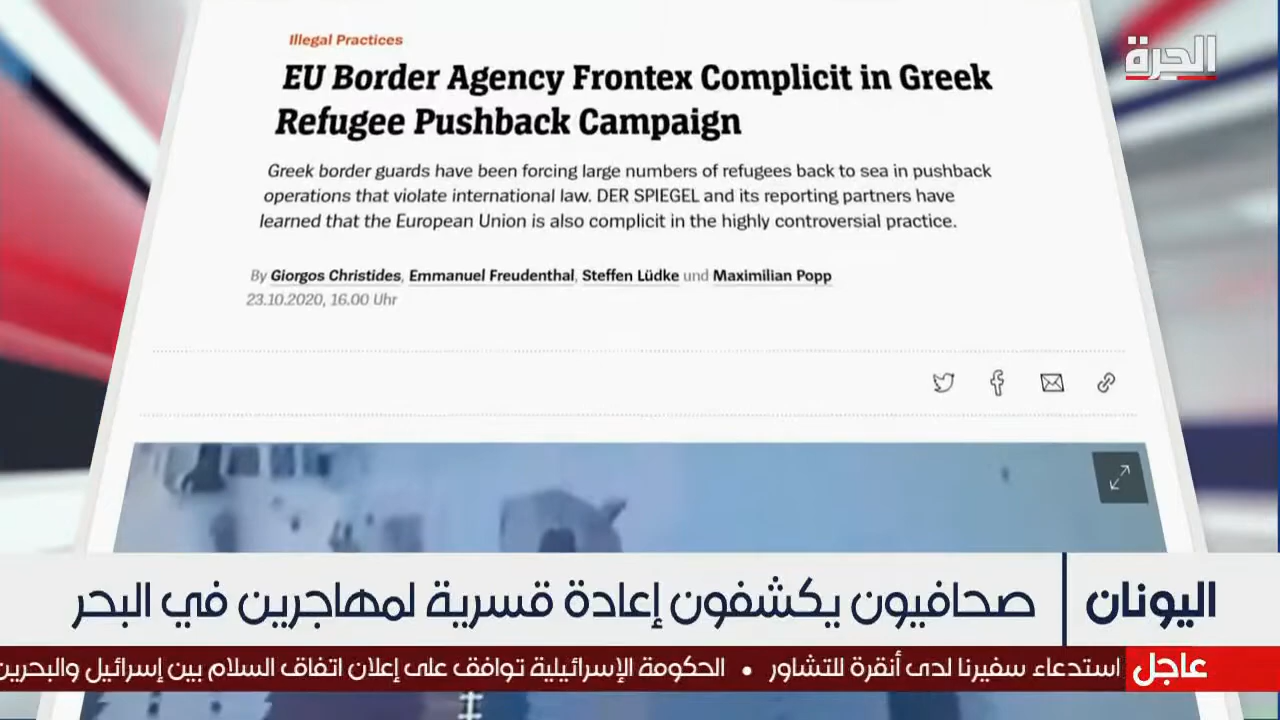 Illegal Practices
الحرة
EU Border Agency Frontex Complicit in Greek
Refugee Pushback Campaign
Greek border guards have been forcing large numbers of refugees back to sea in pushback
operations that violate international law. DER SPIEGEL and its reporting partners have
learned that the European Union is also complicit in the highly controversial practice.
By Giorgos Christides, Emmanuel Freudenthal, Steffen Lüdke und Maximilian Popp
23.10.2020, 16.00 Uhr
اليونان
صحافيون يكشفون إعادة قسرية لمهاجرين في البحر
عاجل
استدعاء سفيرنا لدى أنقرة للتشاور • الحكومة الإسرائيلية توافق على إعلان اتفاق السلام بين إسرائيل والبحرين